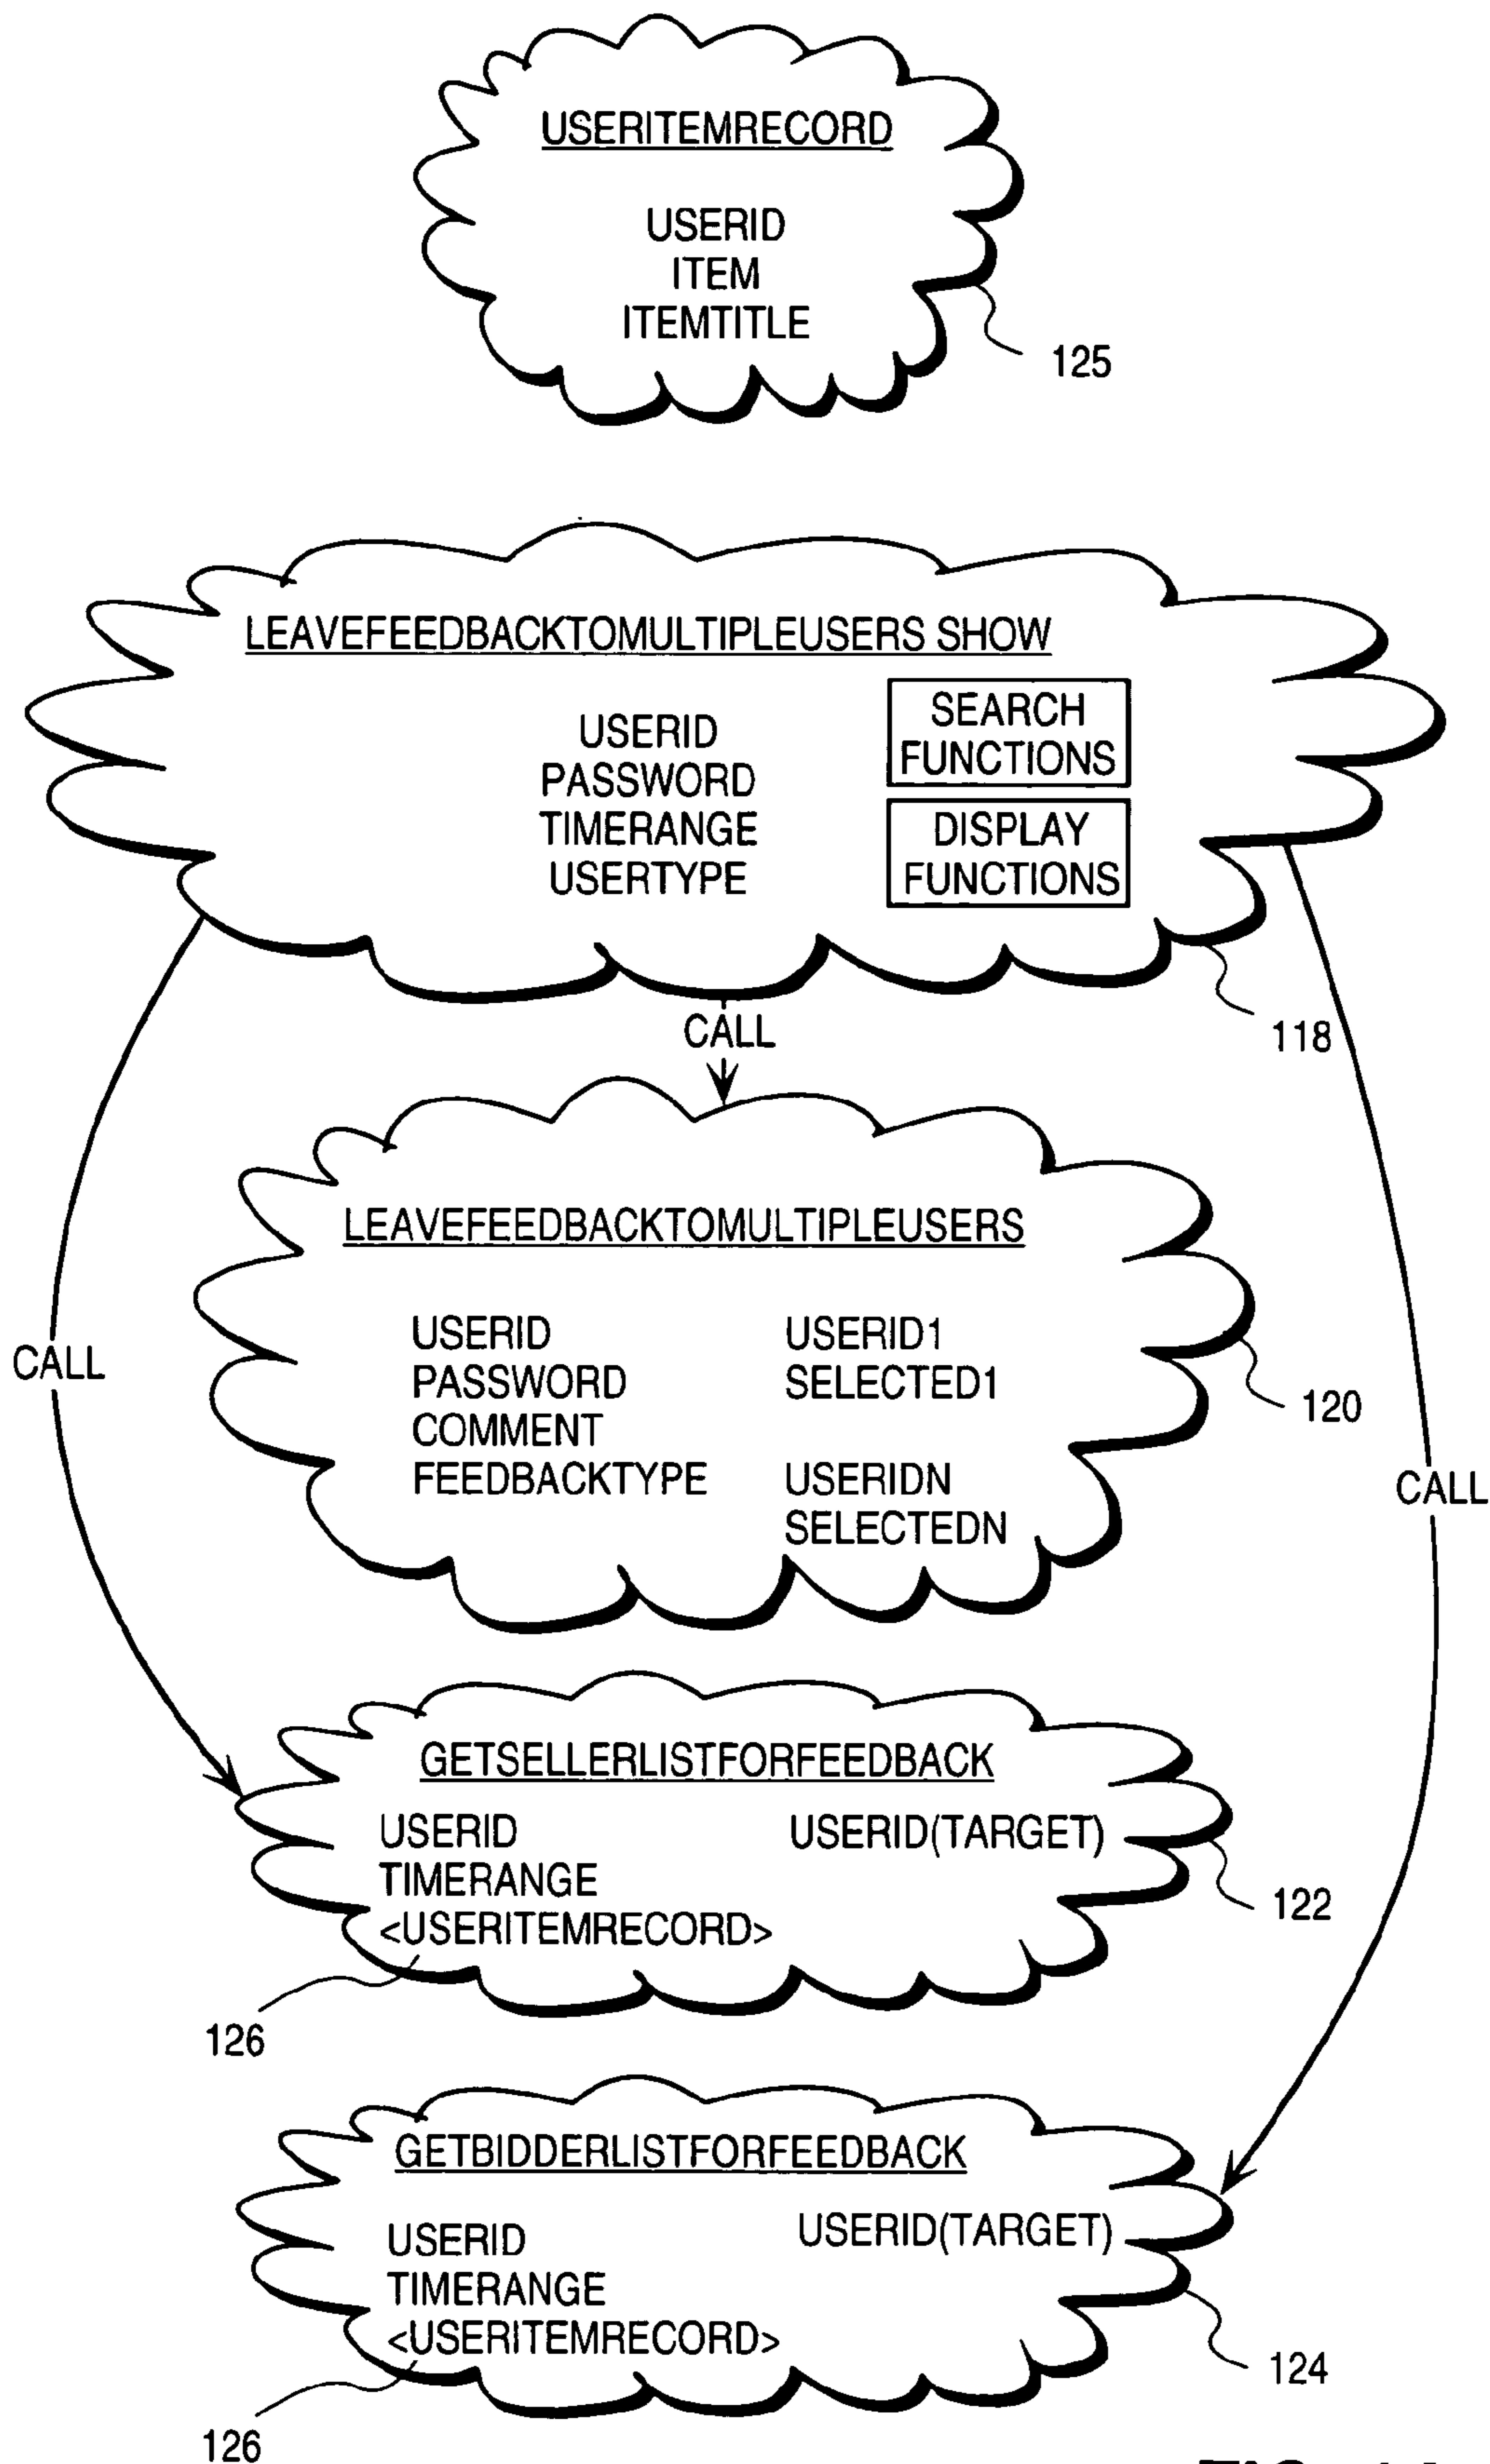 USERITEMRECORD
USERID
ITEM
ITEMTITLE
125
LEAVEFEEDBACKTOMULTIPLEUSERS SHOW
USERID
PASSWORD
TIMERANGE
USERTYPE
SEARCH
FUNCTIONS
DISPLAY
FUNCTIONS
118
CALL
LEAVEFEEDBACKTOMULTIPLEUSERS
USERID
PASSWORD
COMMENT
FEEDBACKTYPE
USERID1
SELECTED1
USERIDN
SELECTEDN
120
CALL
CALL
GETSELLERLISTFORFEEDBACK
USERID
TIMERANGE
<USERITEMRECORD>
USERID(TARGET)
122
126
GETBIDDERLISTFORFEEDBACK
USERID
TIMERANGE
<USERITEMRECORD>
USERID(TARGET)
124
126